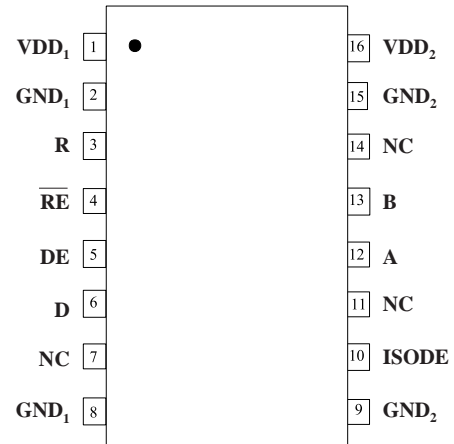 VDD₁ 1 16 VDD₂
GND₁ 2 15 GND₂
R 3 14 NC
R̅E̅ 4 13 B
DE 5 12 A
D 6 11 NC
NC 7 10 ISODE
GND₁ 8 9 GND₂